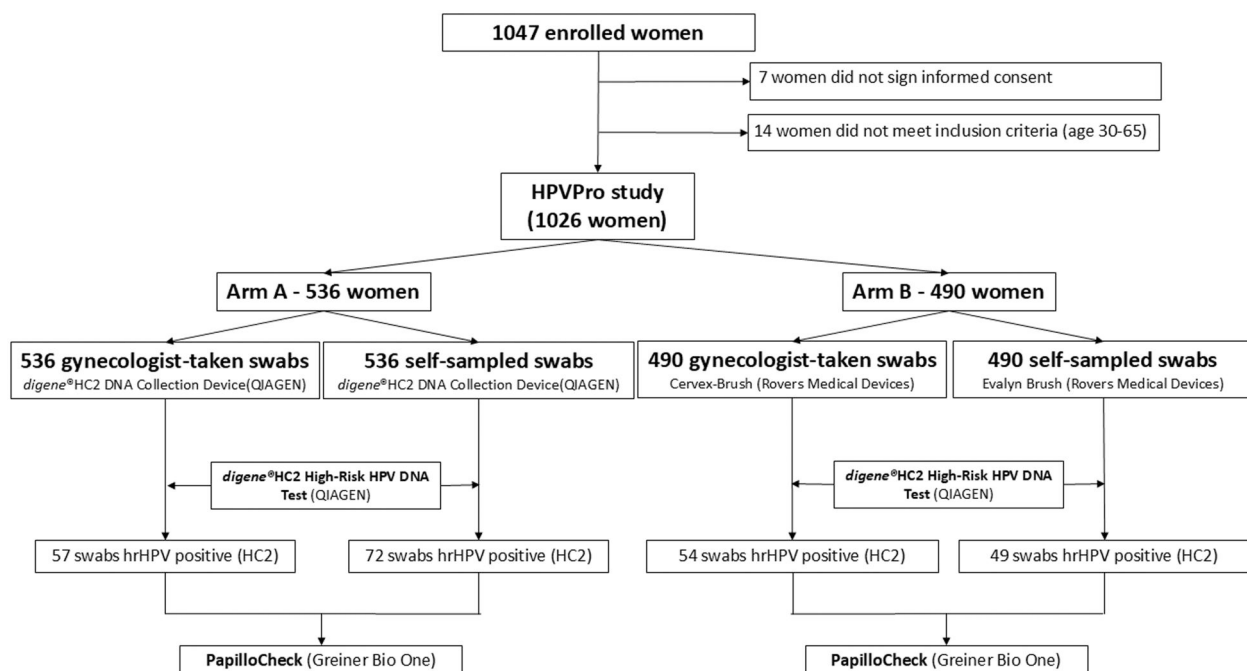 1047 enrolled women
7 women did not sign informed consent
14 women did not meet inclusion criteria (age 30-65)
HPVPro study
(1026 women)
Arm A - 536 women
Arm B - 490 women
536 gynecologist-taken swabs
digene®HC2 DNA Collection Device(QIAGEN)
536 self-sampled swabs
digene®HC2 DNA Collection Device(QIAGEN)
490 gynecologist-taken swabs
Cervex-Brush (Rovers Medical Devices)
490 self-sampled swabs
Evalyn Brush (Rovers Medical Devices)
digene®HC2 High-Risk HPV DNA
Test (QIAGEN)
digene®HC2 High-Risk HPV DNA
Test (QIAGEN)
57 swabs hrHPV positive (HC2)
72 swabs hrHPV positive (HC2)
54 swabs hrHPV positive (HC2)
49 swabs hrHPV positive (HC2)
PapilloCheck (Greiner Bio One)
PapilloCheck (Greiner Bio One)